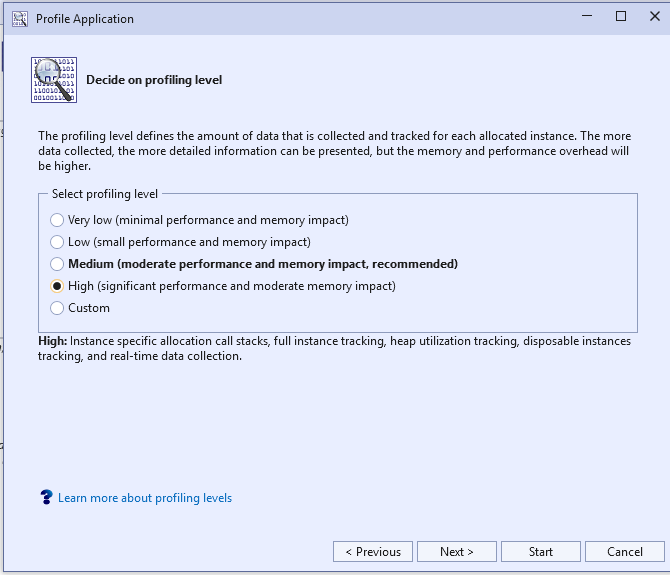 Profile Application
Decide on profiling level
The profiling level defines the amount of data that is collected and tracked for each allocated instance. The more
data collected, the more detailed information can be presented, but the memory and performance overhead will
be higher.
Select profiling level
Very low (minimal performance and memory impact)
Low (small performance and memory impact)
Medium (moderate performance and memory impact, recommended)
High (significant performance and moderate memory impact)
Custom
High: Instance specific allocation call stacks, full instance tracking, heap utilization tracking, disposable instances
tracking, and real-time data collection.
Learn more about profiling levels
< Previous
Next >
Start
Cancel